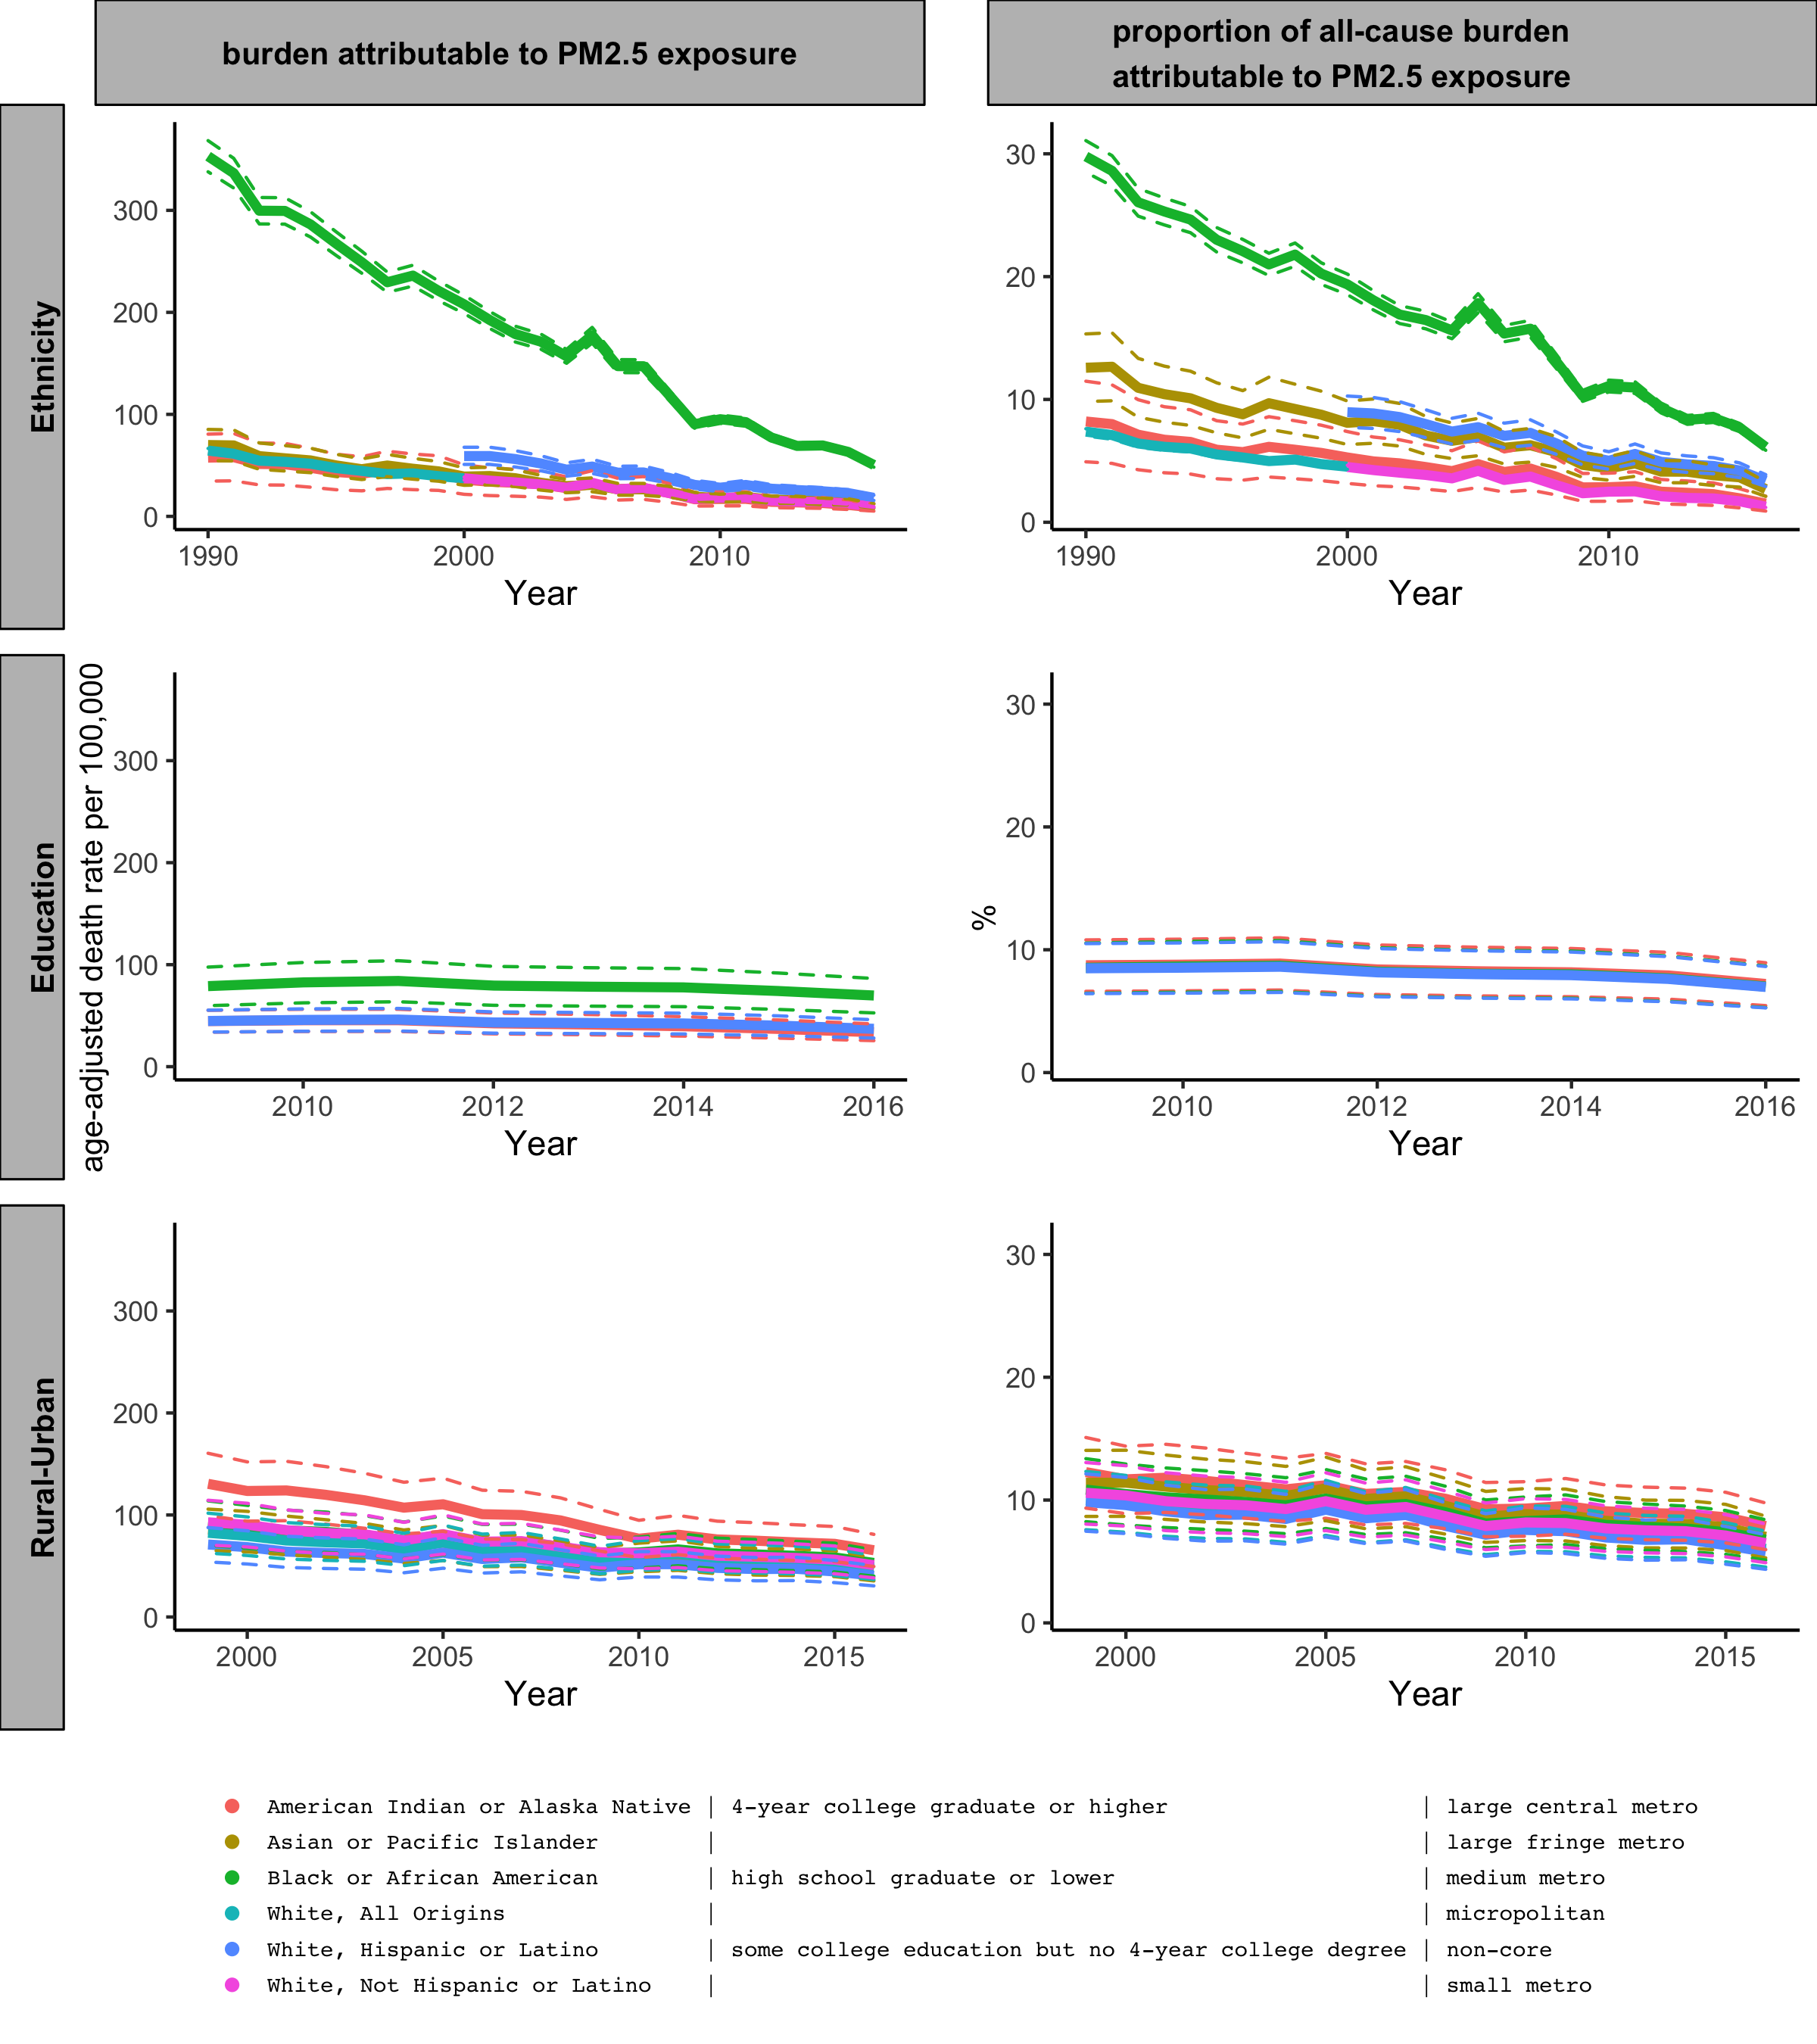 burden attributable to PM2.5 exposure
proportion of all-cause burden
attributable to PM2.5 exposure
Ethnicity
300
200
100
0
1990
2000
2010
Year
30
20
10
0
1990
2000
2010
Year
Education
age-adjusted death rate per 100,000
300
200
100
0
2010
2012
2014
2016
Year
%
30
20
10
0
2010
2012
2014
2016
Year
Rural-Urban
300
200
100
0
2000
2005
2010
2015
Year
30
20
10
0
2000
2005
2010
2015
Year
American Indian or Alaska Native | 4-year college graduate or higher | large central metro
Asian or Pacific Islander | | large fringe metro
Black or African American | high school graduate or lower | medium metro
White, All Origins | | micropolitan
White, Hispanic or Latino | some college education but no 4-year college degree | non-core
White, Not Hispanic or Latino | | small metro